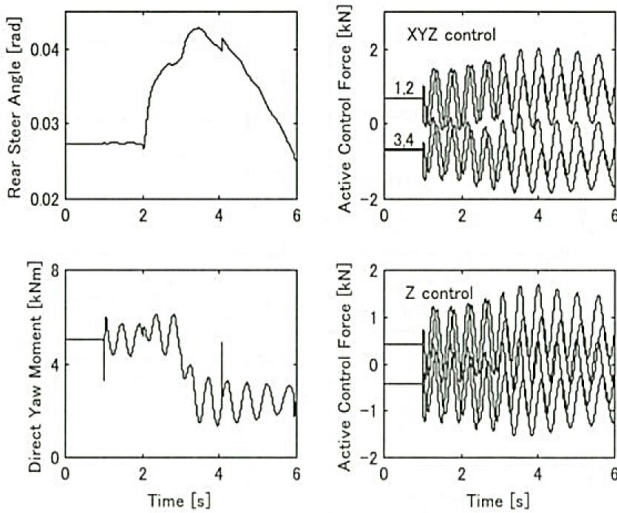 Rear Steer Angle [rad]
0.04
0.03
0.02
0 2 4 6
Active Control Force [kN]
XYZ control
1,2
3,4
2
0
-2
0 2 4 6
Direct Yaw Moment [kNm]
8
4
0
0 2 4 6
Time [s]
Active Control Force [kN]
Z control
2
1
0
-1
-2
0 2 4 6
Time [s]